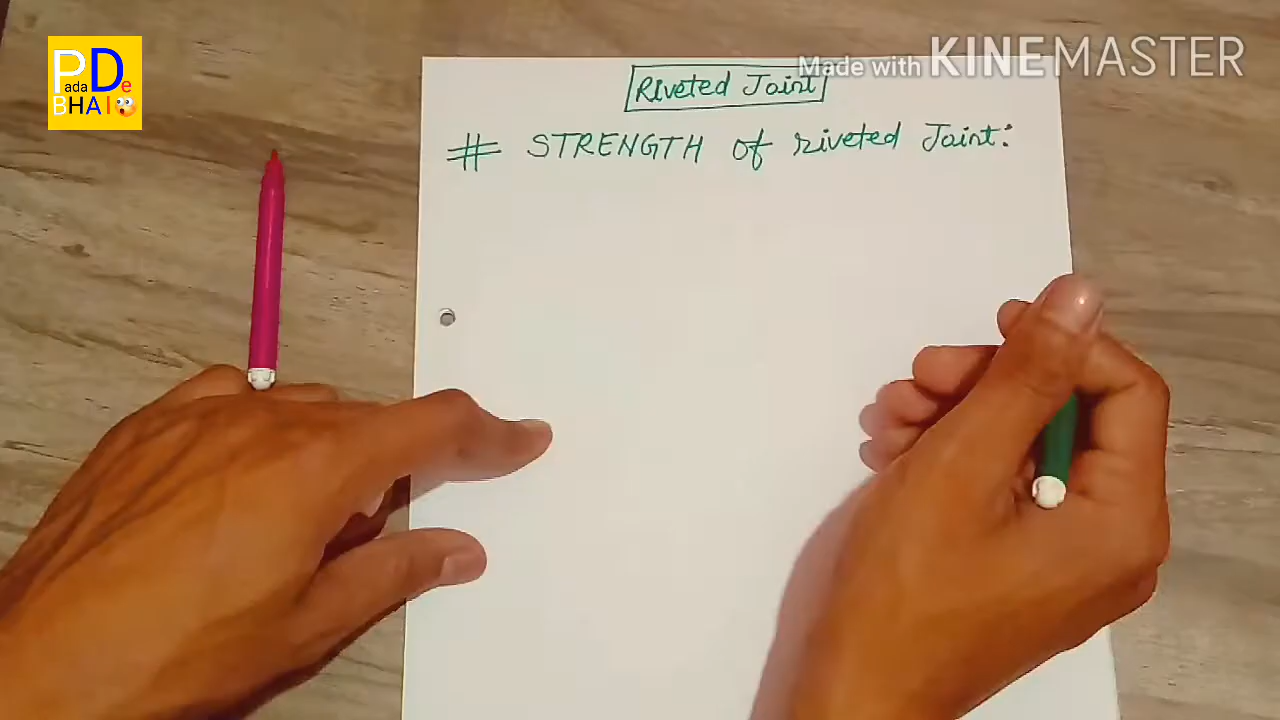 PadaDe
BHAI
Made with KINEMASTER
Riveted Joint
# STRENGTH of riveted Joint: